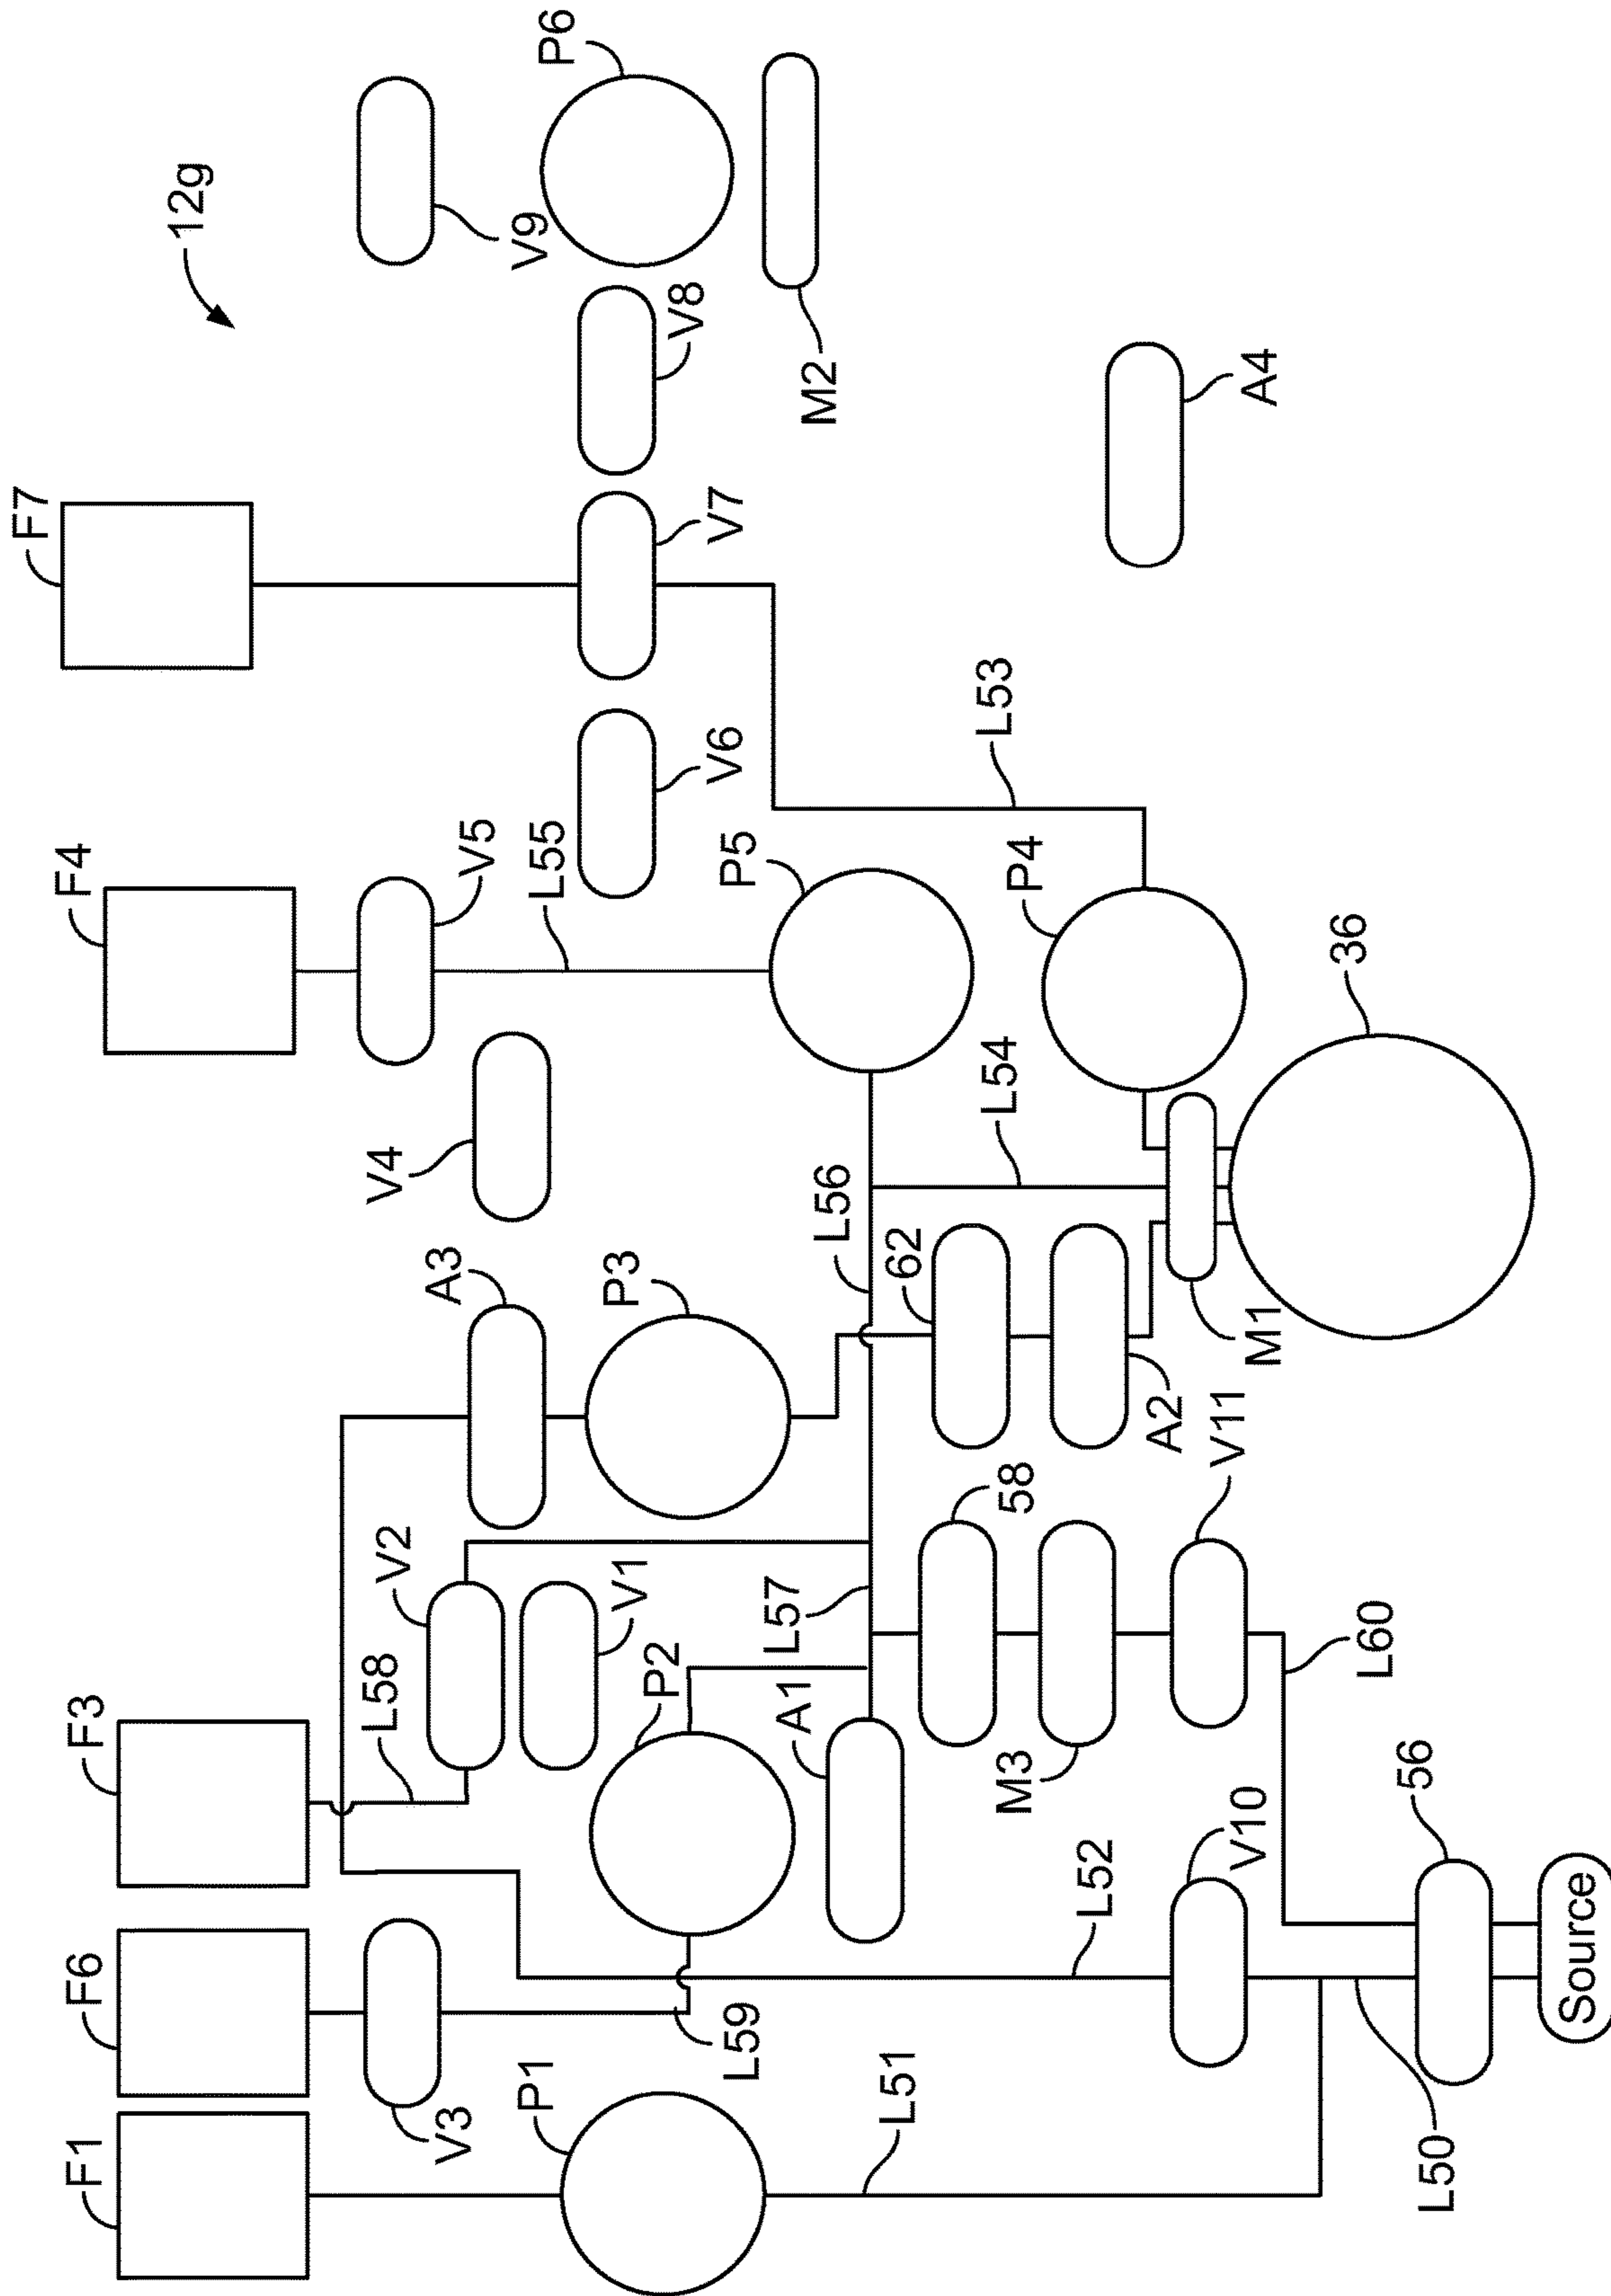 12g
F1
F6
F3
F4
F7
V3
L58
V2
V1
A3
V4
V5
L55
V6
V7
V8
V9
P6
M2
P1
L59
P2
P3
P5
A1
L57
L56
62
L54
P4
L53
A4
L51
L52
V10
M3
58
V11
A2
M1
36
L50
56
L60
Source